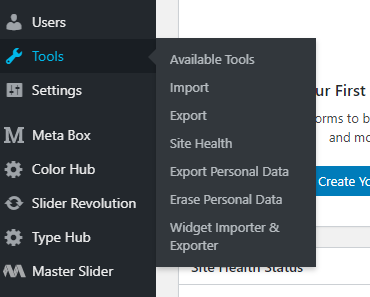 Users
Tools
Settings
Meta Box
Color Hub
Slider Revolution
Type Hub
Master Slider
Available Tools
Import
Export
Site Health
Export Personal Data
Erase Personal Data
Widget Importer &
Exporter
ur First
orms to b
and mo
Create Yo
Site Health Status